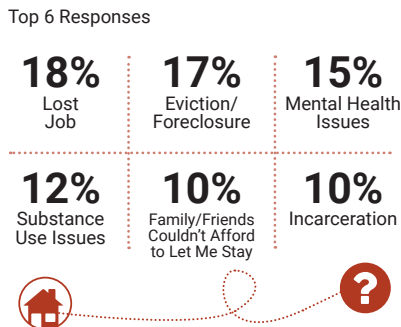 Top 6 Responses
18%
Lost
Job
17%
Eviction/
Foreclosure
15%
Mental Health
Issues
12%
Substance
Use Issues
10%
Family/Friends
Couldn't Afford
to Let Me Stay
10%
Incarceration
?